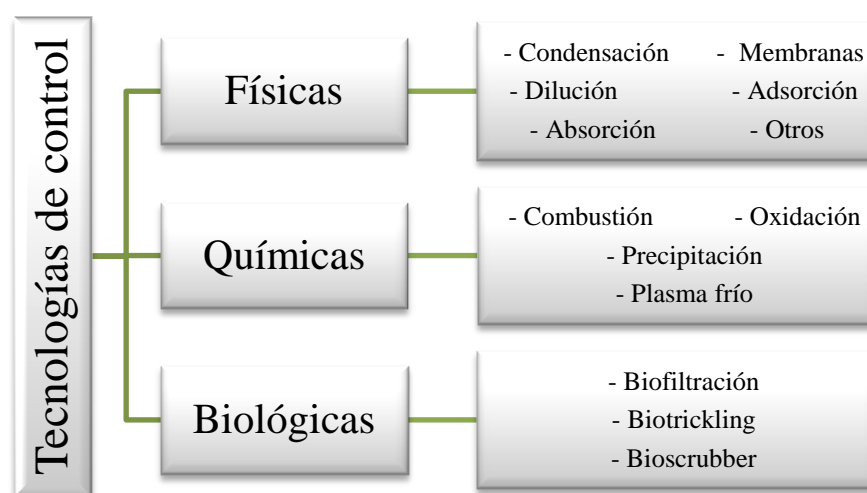 Tecnologías de control
Físicas
- Condensación - Membranas
- Dilución - Adsorción
- Absorción - Otros
Químicas
- Combustión - Oxidación
- Precipitación
- Plasma frío
Biológicas
- Biofiltración
- Biotrickling
- Bioscrubber